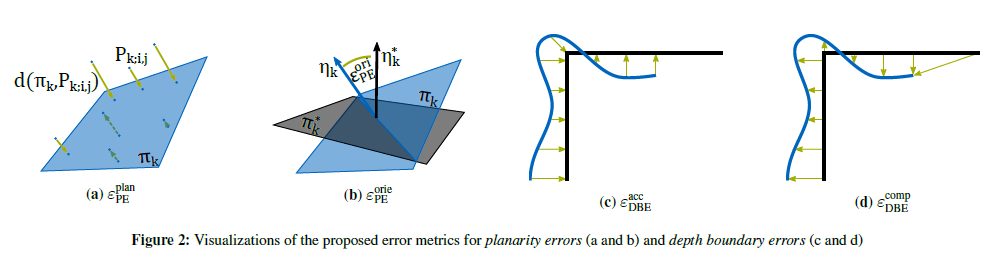 P_k;i,j
d(π_k,P_k;i,j)
π_k
(a) ε_PE^plan
η_k
ε_PE^ori
η_k^*
π_k
π_k^*
(b) ε_PE^orie
(c) ε_DBE^acc
(d) ε_DBE^comp
Figure 2: Visualizations of the proposed error metrics for planarity errors (a and b) and depth boundary errors (c and d)